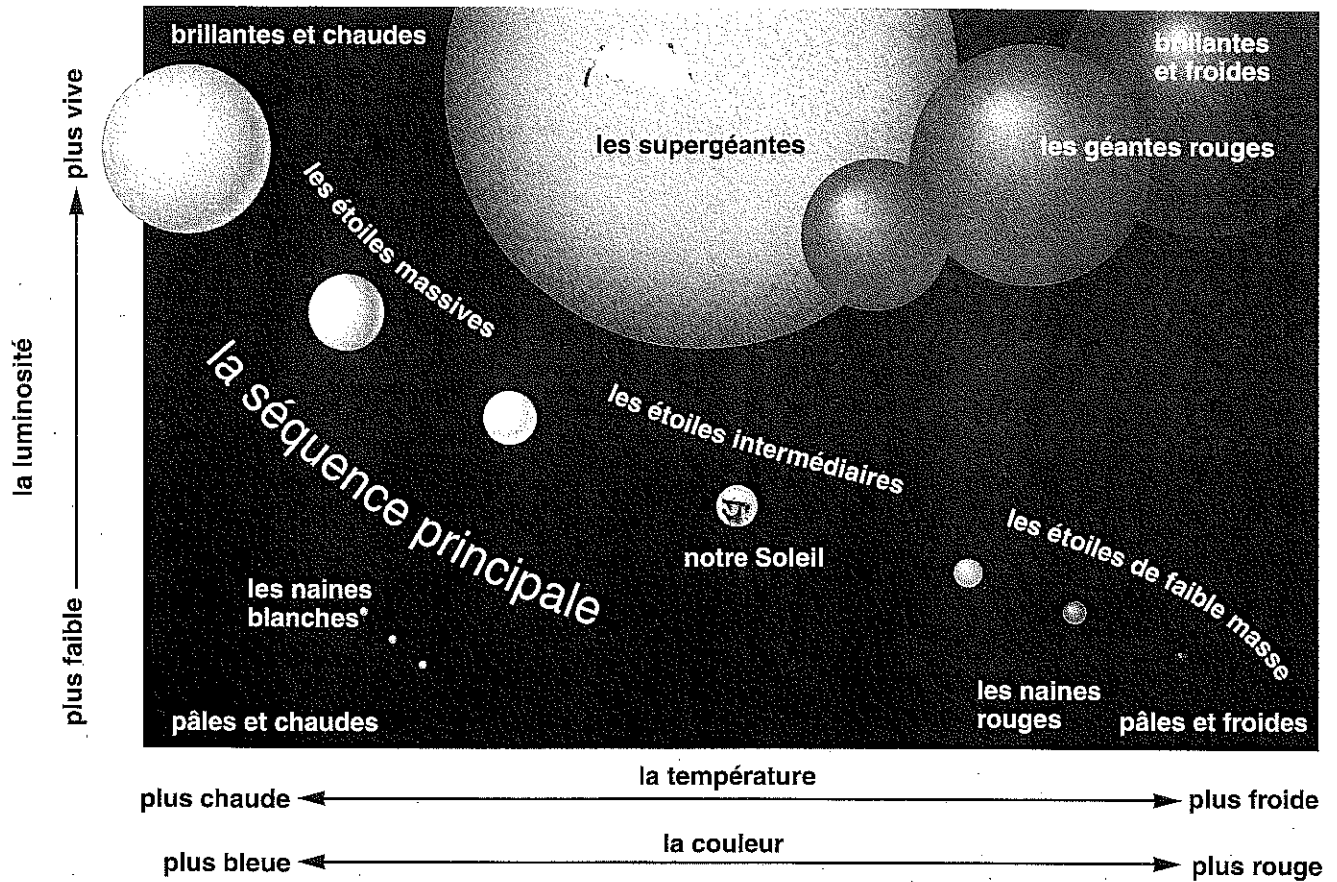 brillantes et chaudes
brillantes
et froides
plus vive
les supergéantes
les géantes rouges
les étoiles massives
la luminosité
la séquence principale
les étoiles intermédiaires
notre Soleil
les étoiles de faible masse
les naines
blanches
plus faible
les naines
rouges
pâles et chaudes
pâles et froides
la température
plus chaude
plus froide
la couleur
plus bleue
plus rouge